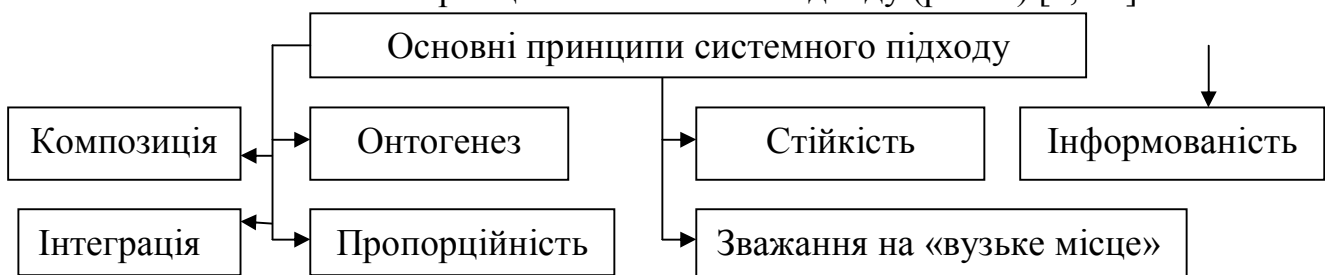 Основні принципи системного підходу
Композиція Онтогенез Стійкість Інформованість
Інтеграція Пропорційність Зважання на «вузьке місце»